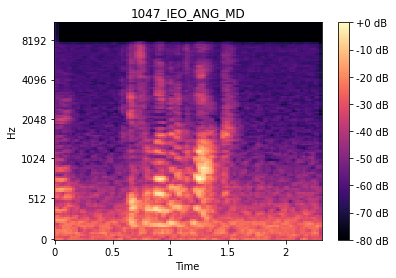 1047_IEO_ANG_MD
+0 dB
8192
-10 dB
4096
-20 dB
-30 dB
2048
-40 dB
Hz
1024
-50 dB
512
-60 dB
-70 dB
0
-80 dB
0 0.5 1 1.5 2
Time